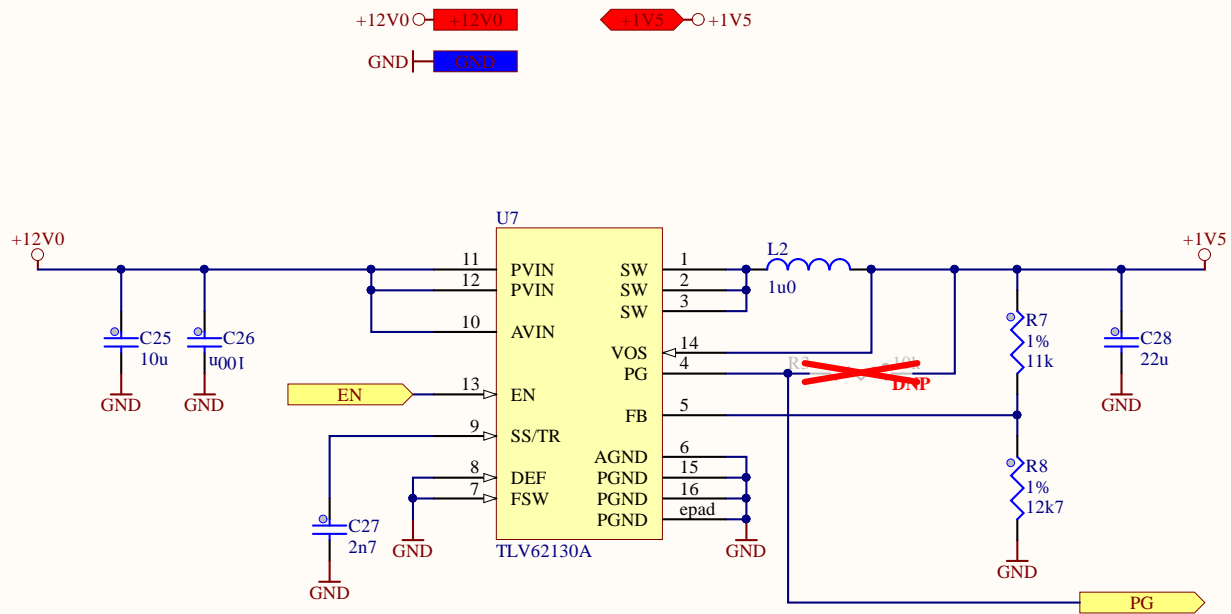 +12V0 +12V0 +1V5 +1V5
GND GND
U7
+12V0
+1V5
L2
1u0
11 PVIN
12 PVIN
10 AVIN
13 EN
9 SS/TR
8 DEF
7 FSW
SW 1
SW 2
SW 3
VOS 14
PG 4
FB 5
AGND 6
PGND 15
PGND 16
PGND epad
TLV62130A
C25
10u
GND
C26
100n
GND
EN
C27
2n7
GND
GND
GND
10k
DNP
R7
1%
11k
R8
1%
12k7
GND
C28
22u
GND
PG